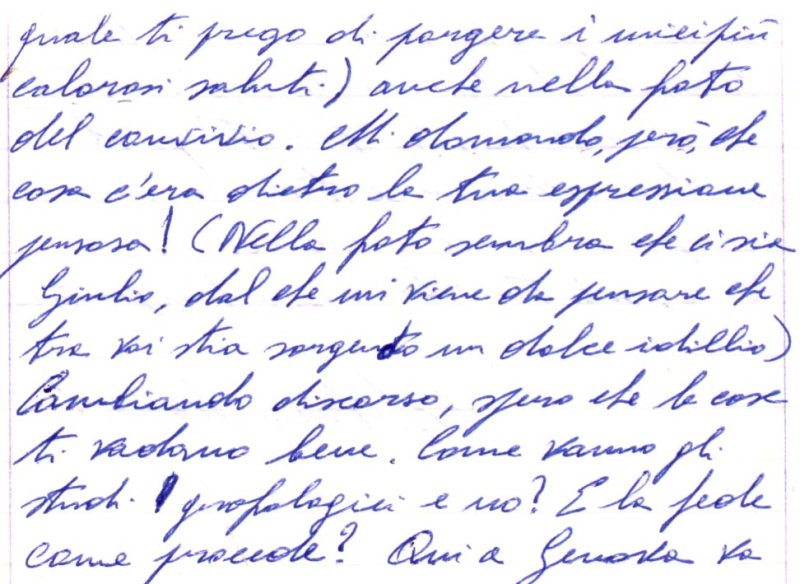 quale ti prego di porgere i miei più
calorosi saluti) anche nella foto
del convivio. Mi domando, però, che
cosa c'era dietro la tua espressione
pensosa! (Nella foto sembra che ci sia
Giulio, dal che mi viene da pensare che
tra voi stia sorgendo un dolce idillio)
Cambiando discorso, spero che le cose
ti vadano bene. Come vanno gli
studi grafologici e no? E la fede
come procede? Qui a Genova va